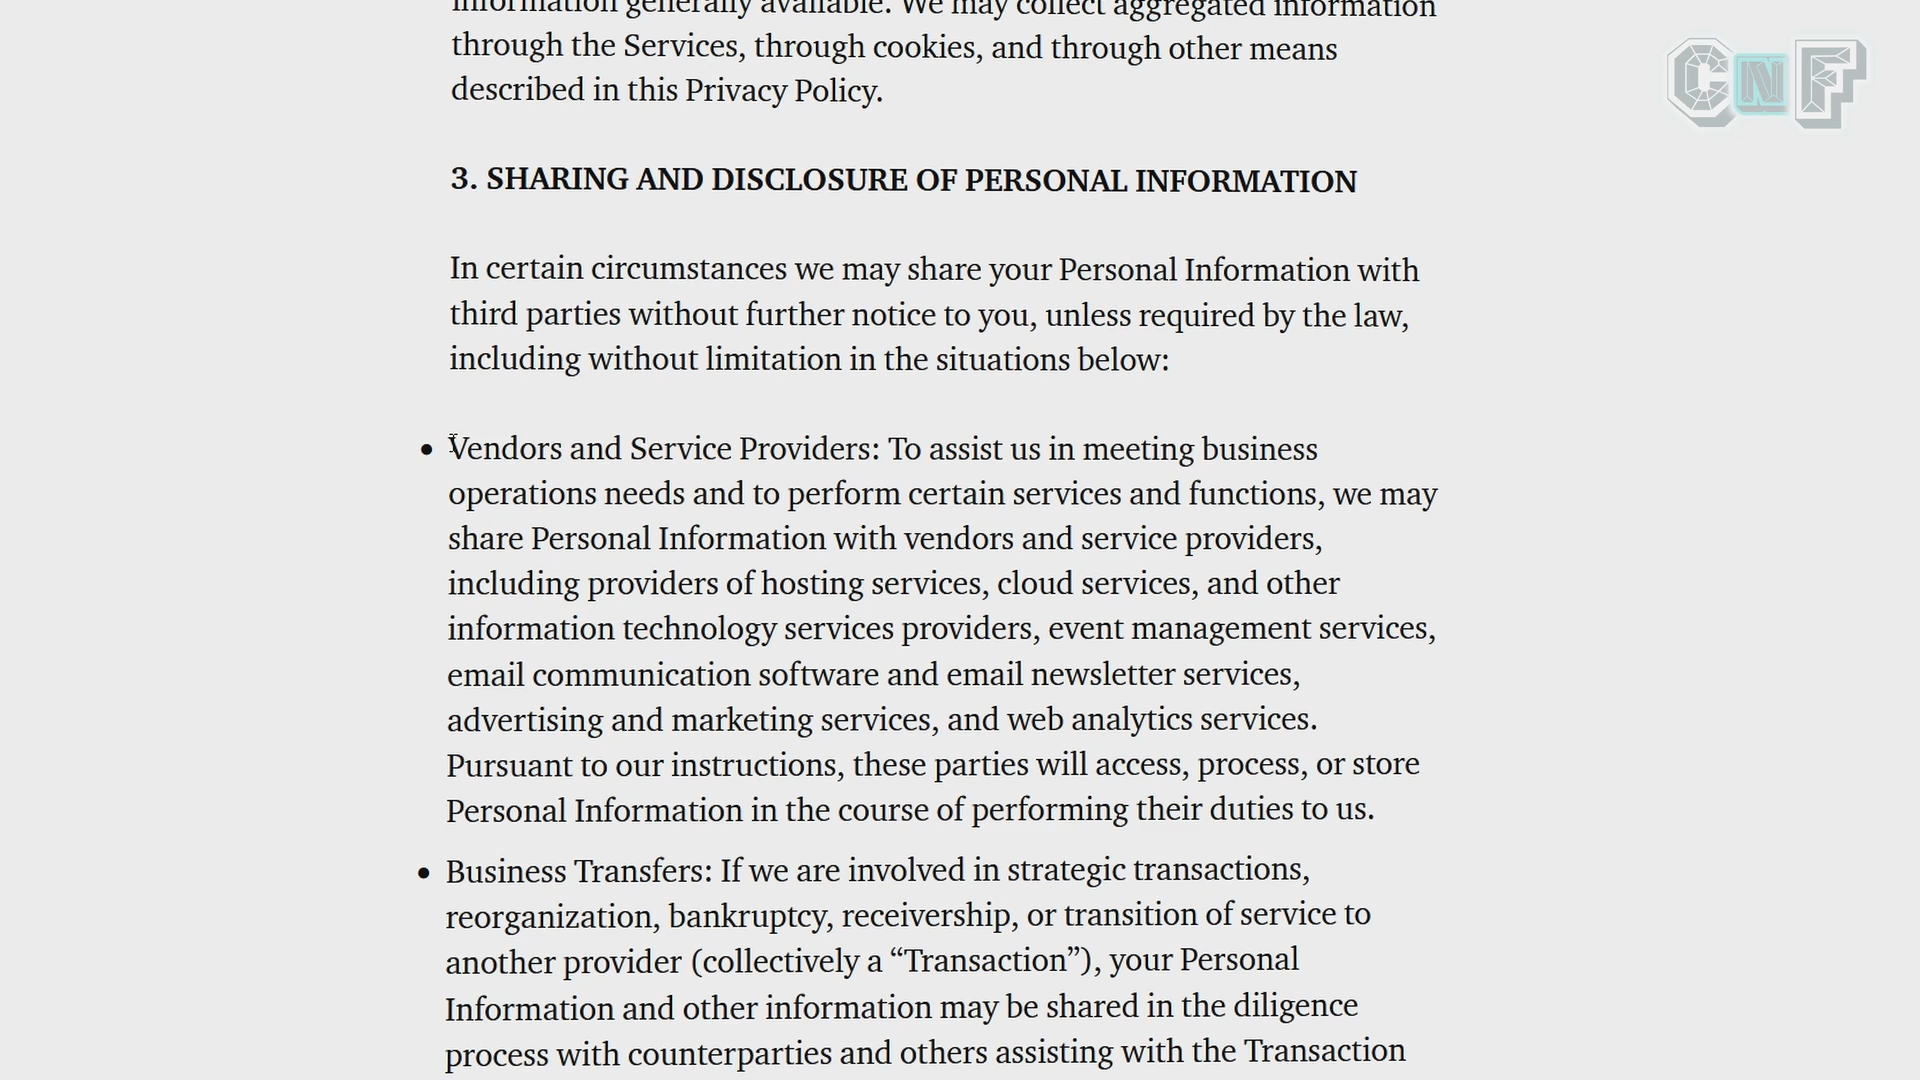 information generally available. We may collect aggregated information
through the Services, through cookies, and through other means
described in this Privacy Policy.
CNF
3. SHARING AND DISCLOSURE OF PERSONAL INFORMATION
In certain circumstances we may share your Personal Information with
third parties without further notice to you, unless required by the law,
including without limitation in the situations below:
• Vendors and Service Providers: To assist us in meeting business
operations needs and to perform certain services and functions, we may
share Personal Information with vendors and service providers,
including providers of hosting services, cloud services, and other
information technology services providers, event management services,
email communication software and email newsletter services,
advertising and marketing services, and web analytics services.
Pursuant to our instructions, these parties will access, process, or store
Personal Information in the course of performing their duties to us.
• Business Transfers: If we are involved in strategic transactions,
reorganization, bankruptcy, receivership, or transition of service to
another provider (collectively a “Transaction”), your Personal
Information and other information may be shared in the diligence
process with counterparties and others assisting with the Transaction